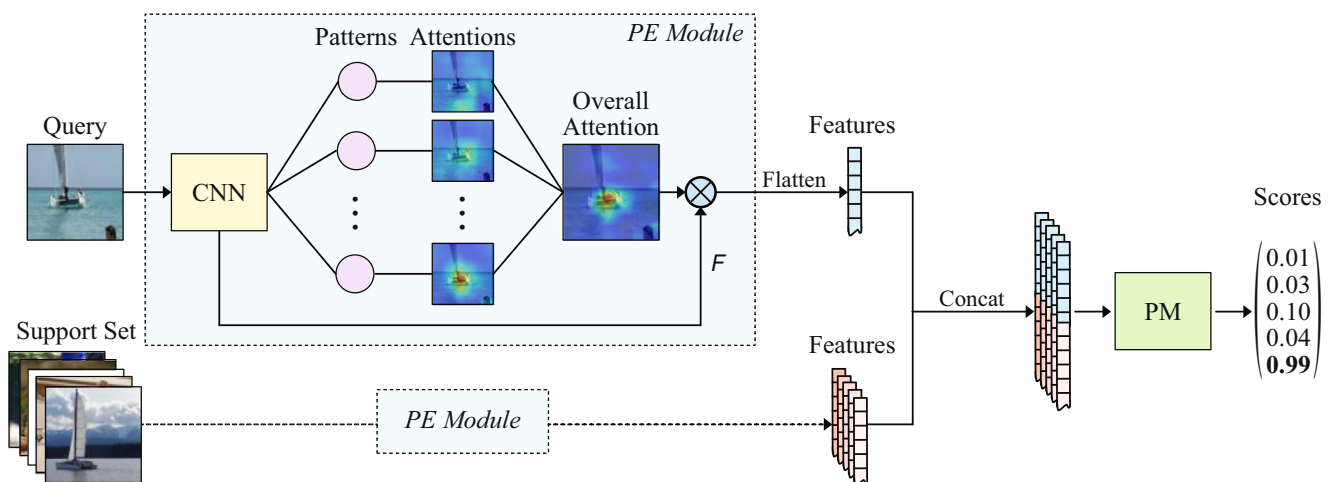 PE Module
Patterns
Attentions
Query
CNN
Overall
Attention
F
Flatten
Features
Support Set
PE Module
Features
Concat
PM
Scores
0.01
0.03
0.10
0.04
0.99